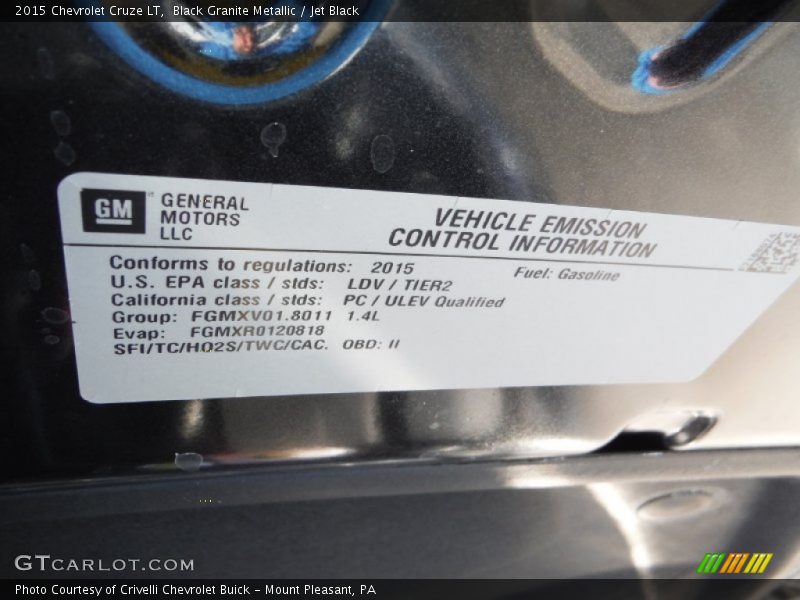 2015 Chevrolet Cruze LT, Black Granite Metallic / Jet Black
GM
GENERAL
MOTORS
LLC
VEHICLE EMISSION
CONTROL INFORMATION
Conforms to regulations: 2015 Fuel: Gasoline
U.S. EPA class / stds: LDV / TIER2
California class / stds: PC / ULEV Qualified
Group: FGMXV01.8011 1.4L
Evap: FGMXR0120818
SFI/TC/HO2S/TWC/CAC. OBD: II
GTCARLOT.COM
Photo Courtesy of Crivelli Chevrolet Buick - Mount Pleasant, PA